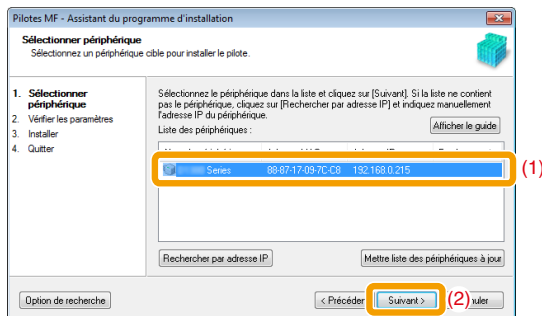 Pilotes MF - Assistant du programme d'installation
Sélectionner périphérique
Sélectionnez un périphérique cible pour installer le pilote.
1. Sélectionner
périphérique
2. Vérifier les paramètres
3. Installer
4. Quitter
Sélectionnez le périphérique dans la liste et cliquez sur [Suivant]. Si la liste ne contient
pas le périphérique, cliquez sur [Rechercher par adresse IP] et indiquez manuellement
l'adresse IP du périphérique.
Afficher le guide
Liste des périphériques :
Series 88-87-17-09-7C-C8 192.168.0.215
(1)
Rechercher par adresse IP
Mettre liste des périphériques à jour
Option de recherche
< Précéder
Suivant >
(2)
nuler